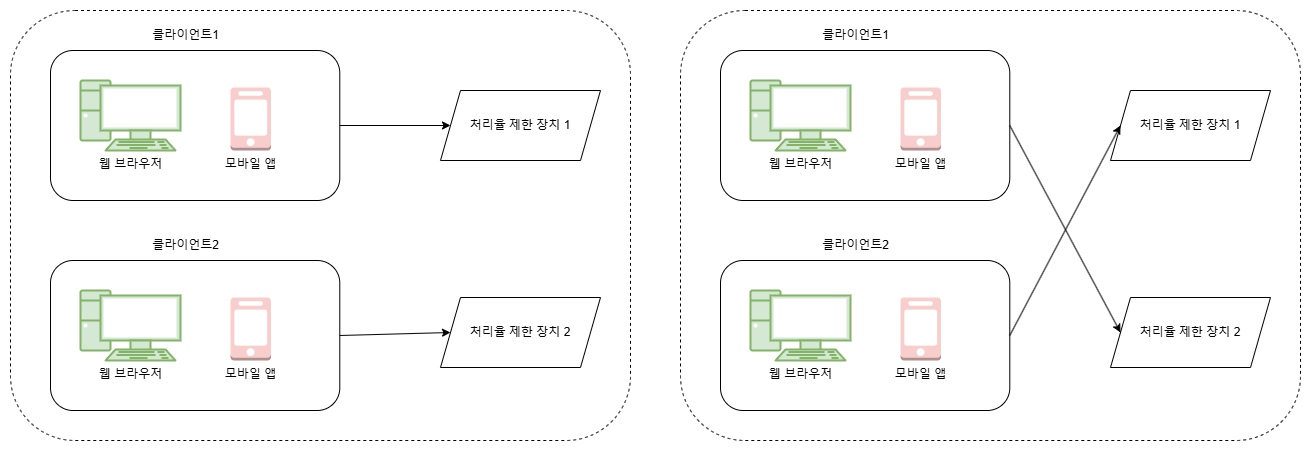 클라이언트1
웹 브라우저
모바일 앱
처리율 제한 장치 1
클라이언트2
웹 브라우저
모바일 앱
처리율 제한 장치 2
클라이언트1
웹 브라우저
모바일 앱
처리율 제한 장치 1
클라이언트2
웹 브라우저
모바일 앱
처리율 제한 장치 2